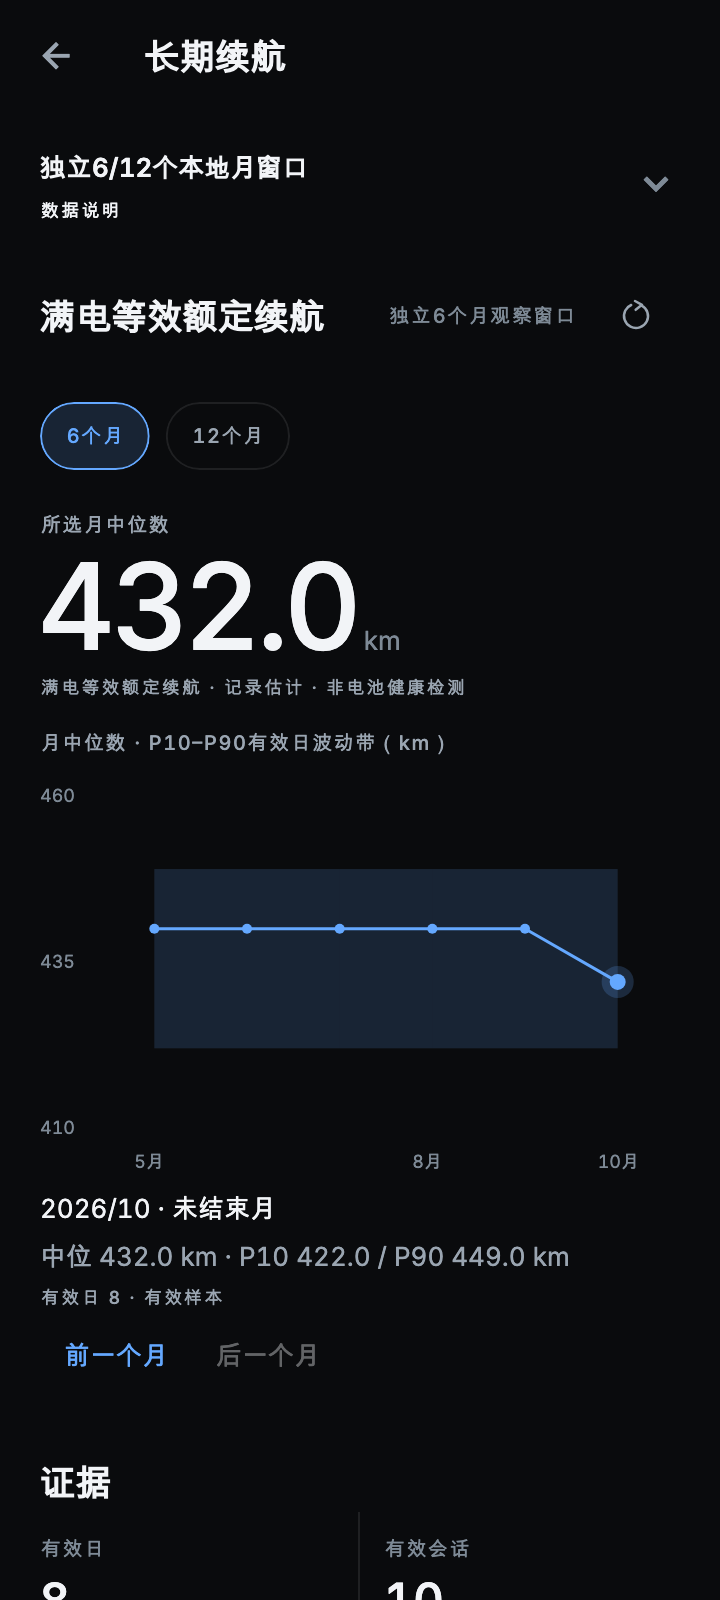 长期续航
独立6/12个本地月窗口
数据说明
满电等效额定续航
独立6个月观察窗口
6个月
12个月
所选月中位数
432.0 km
满电等效额定续航 · 记录估计 · 非电池健康检测
月中位数 · P10–P90有效日波动带 ( km )
460
435
410
5月
8月
10月
2026/10 · 未结束月
中位 432.0 km · P10 422.0 / P90 449.0 km
有效日 8 · 有效样本
前一个月
后一个月
证据
有效日
有效会话
8
10